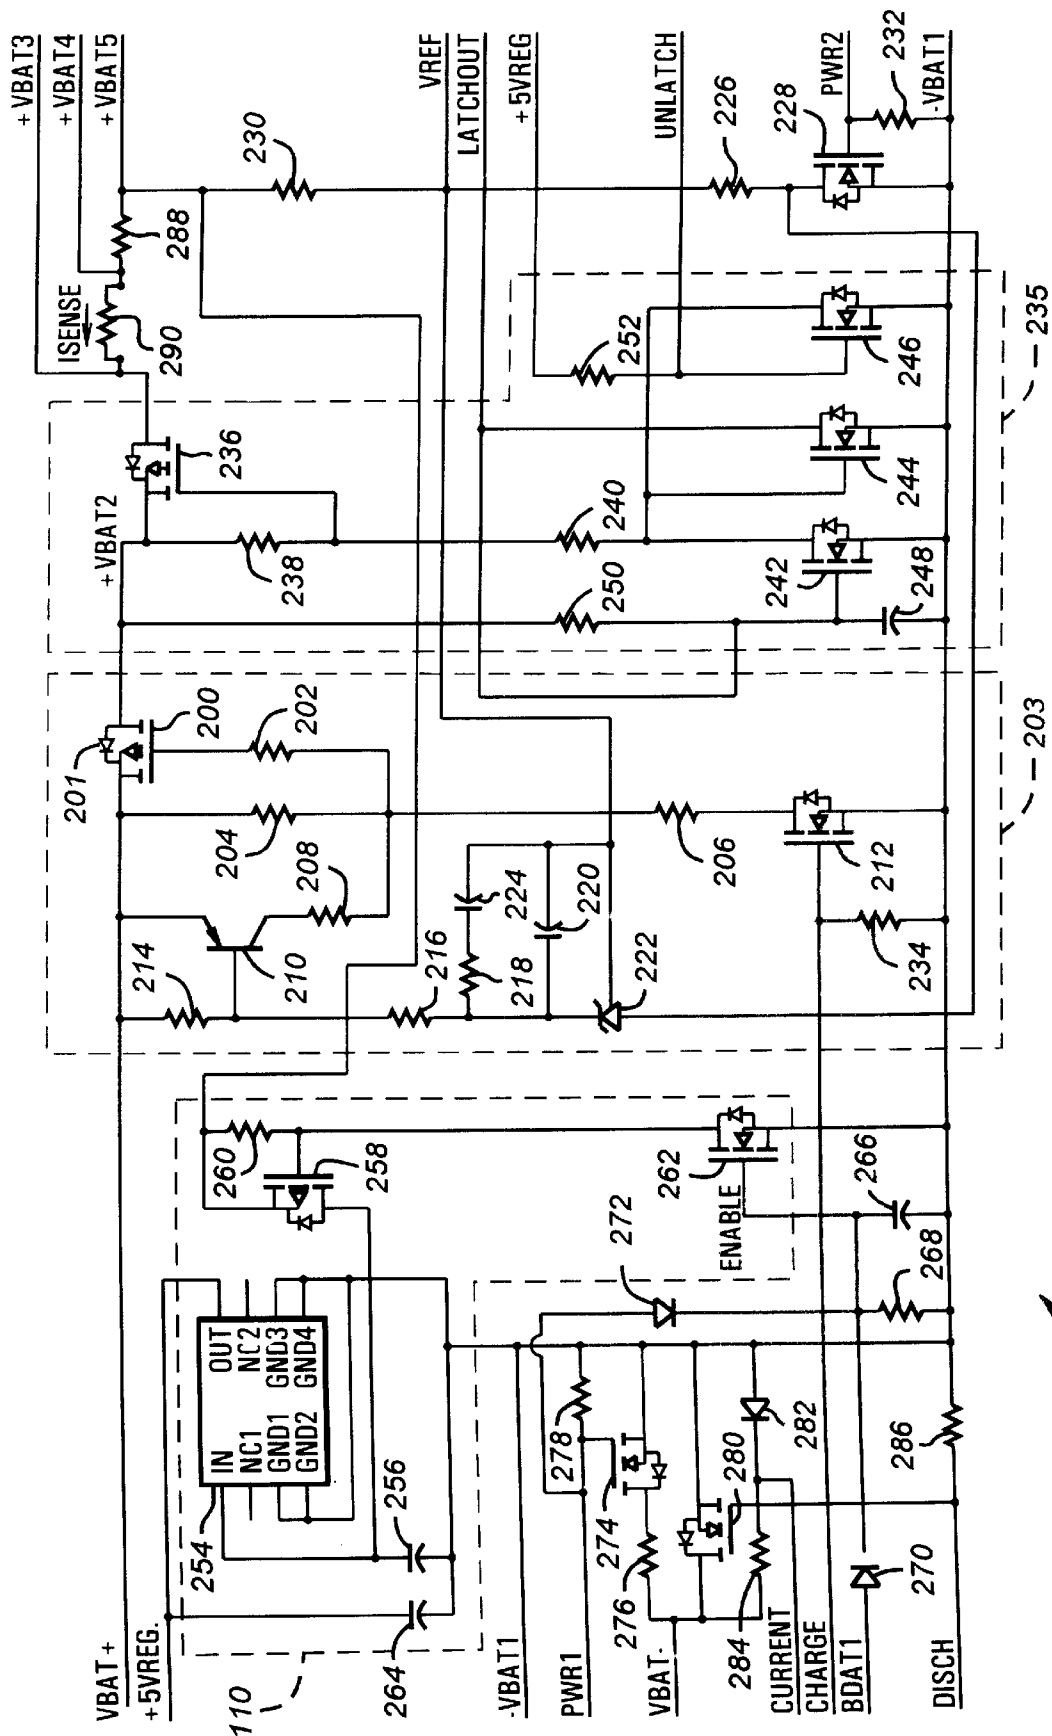 VBAT +
+5VREG.
110
264
-VBAT1
PWR1
VBAT-
284
CURRENT
CHARGE
BDAT1
DISCH
254
IN
NC1
GND1
GND2
OUT
NC2
GND3
GND4
256
260
258
278
274
276
280
282
272
ENABLE
262
266
268
270
286
214
210
208
204
202
201
200
216
218
224
220
222
206
212
234
203
+VBAT2
236
238
250
240
242
248
244
246
252
235
ISENSE
290
288
+VBAT3
+VBAT4
+VBAT5
230
VREF
LATCHOUT
+5VREG
UNLATCH
226
PWR2
228
232
-VBAT1